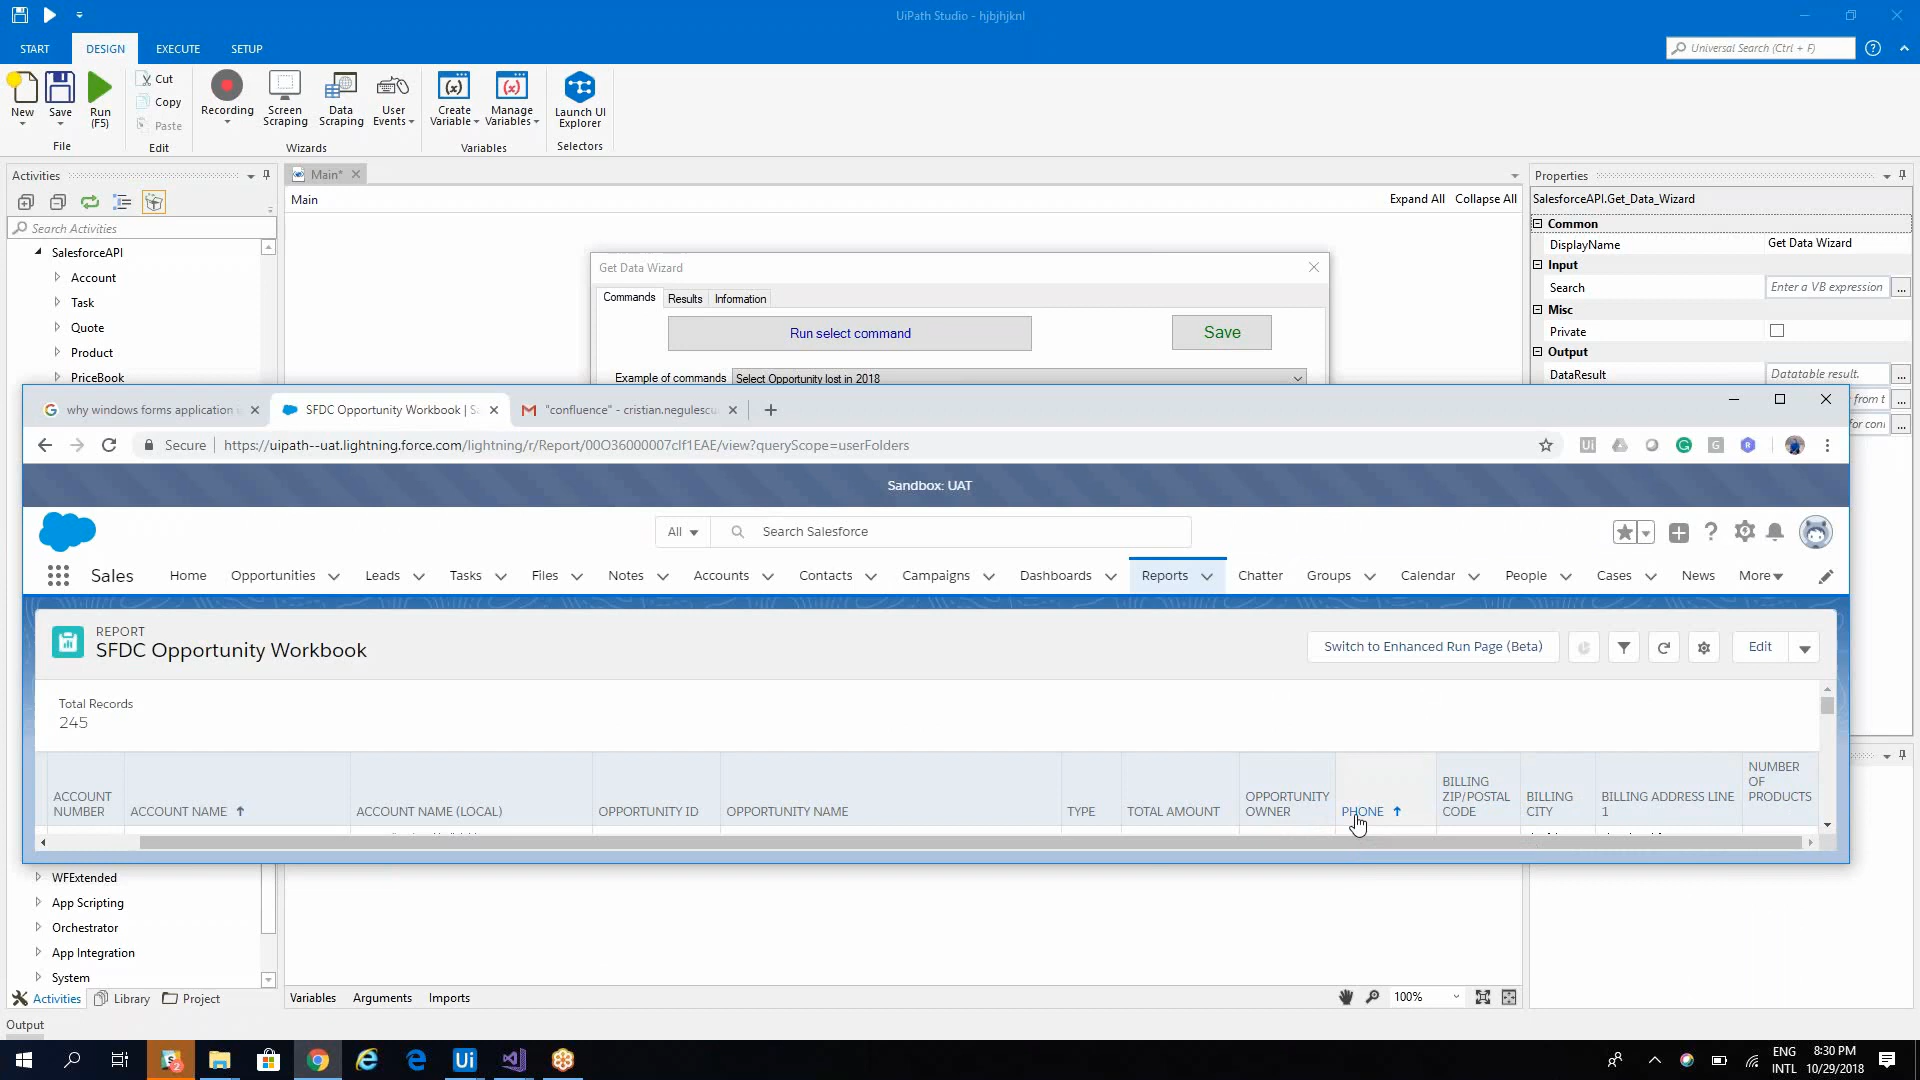 UiPath Studio - hjbjhjknl
START
DESIGN
EXECUTE
SETUP
Universal Search (Ctrl + F)
New
Save
Run
(F5)
Cut
Copy
Paste
Recording
Screen
Scraping
Data
Scraping
User
Events
Create
Variable
Manage
Variables
Launch UI
Explorer
File
Edit
Wizards
Variables
Selectors
Activities
Main*
Properties
Main
Expand All
Collapse All
SalesforceAPI.Get_Data_Wizard
Search Activities
SalesforceAPI
Account
Task
Quote
Product
PriceBook
Common
DisplayName
Get Data Wizard
Input
Search
Enter a VB expression
...
Misc
Private
Output
DataResult
Datatable result.
...
from t
...
for con
...
Get Data Wizard
Commands
Results
Information
Run select command
Save
Example of commands
Select Opportunity lost in 2018
why windows forms application
SFDC Opportunity Workbook | Sa
"confluence" - cristian.negulescu
Secure
https://uipath--uat.lightning.force.com/lightning/r/Report/00O36000007clf1EAE/view?queryScope=userFolders
Sandbox: UAT
All
Search Salesforce
Sales
Home
Opportunities
Leads
Tasks
Files
Notes
Accounts
Contacts
Campaigns
Dashboards
Reports
Chatter
Groups
Calendar
People
Cases
News
More
REPORT
SFDC Opportunity Workbook
Switch to Enhanced Run Page (Beta)
Edit
Total Records
245
ACCOUNT
NUMBER
ACCOUNT NAME
ACCOUNT NAME (LOCAL)
OPPORTUNITY ID
OPPORTUNITY NAME
TYPE
TOTAL AMOUNT
OPPORTUNITY
OWNER
PHONE
BILLING
ZIP/POSTAL
CODE
BILLING
CITY
BILLING ADDRESS LINE
1
NUMBER
OF
PRODUCTS
WFExtended
App Scripting
Orchestrator
App Integration
System
Activities
Library
Project
Variables
Arguments
Imports
100%
Output
Ui
ENG
INTL
8:30 PM
10/29/2018